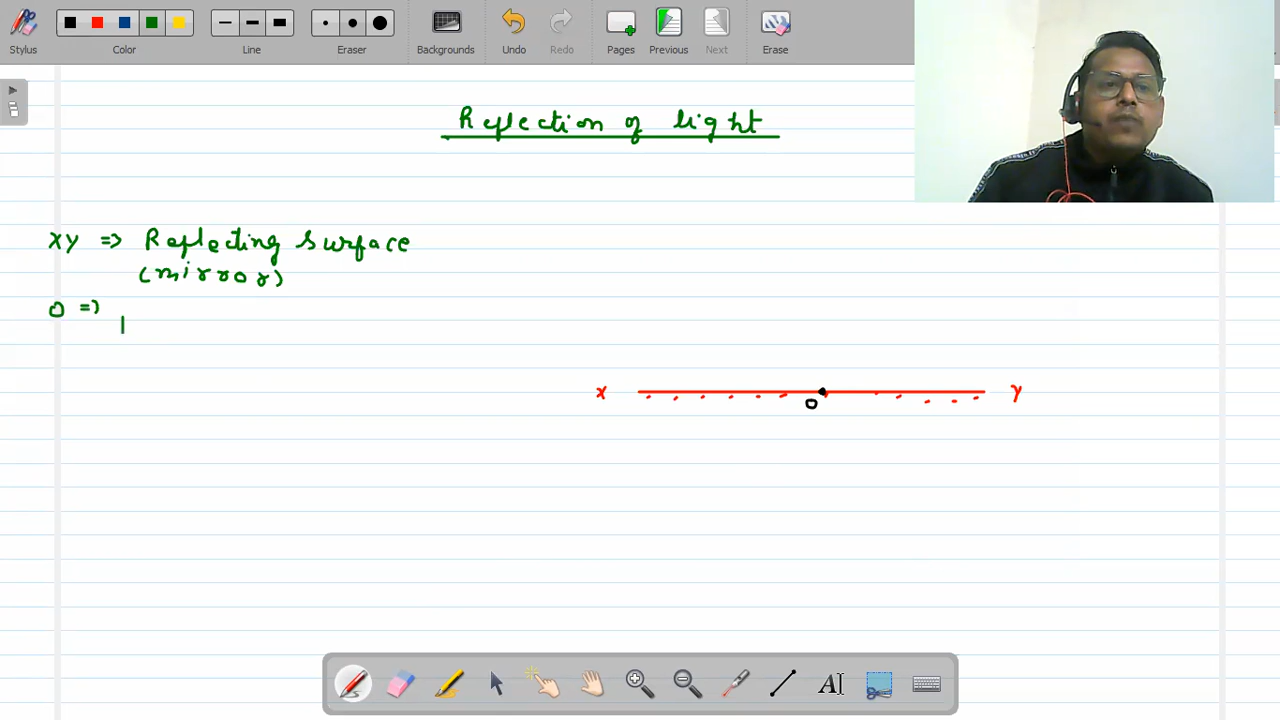 Stylus
Color
Line
Eraser
Backgrounds
Undo
Redo
Pages
Previous
Next
Erase
Reflection of light
XY => Reflecting surface
(mirror)
O =>
X
O
Y